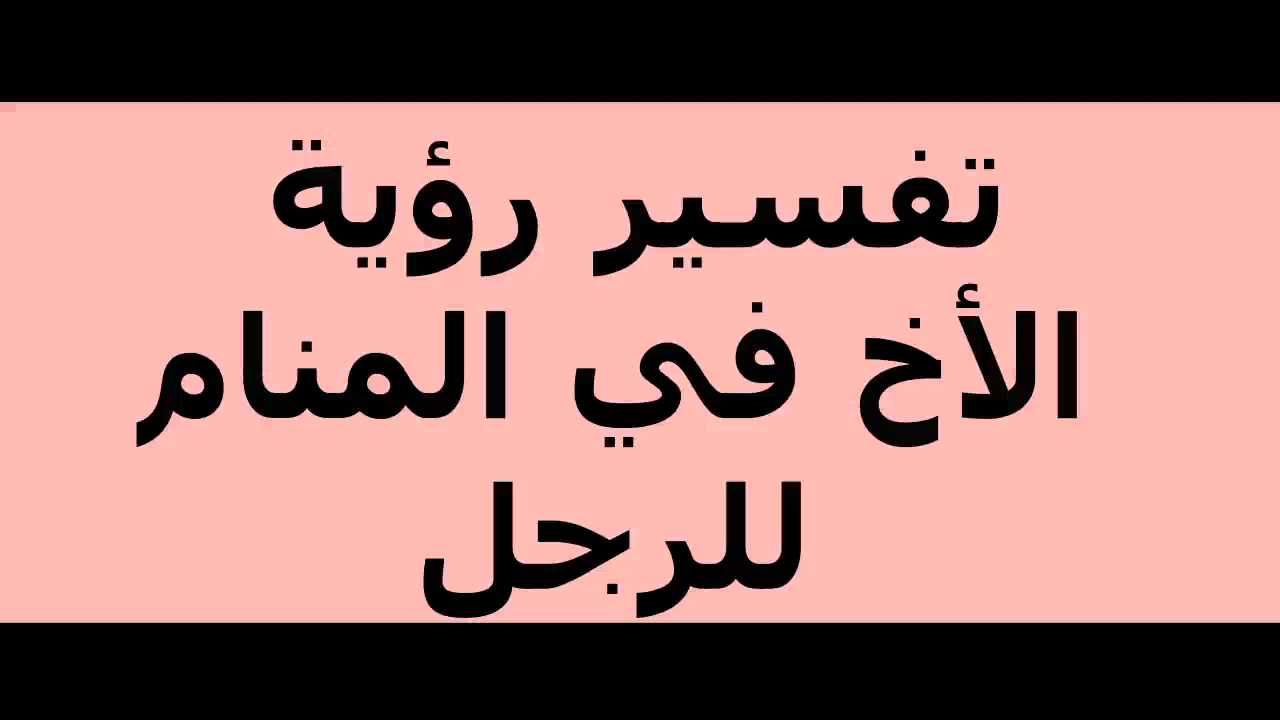 تفسير رؤية
الأخ في المنام
للرجل